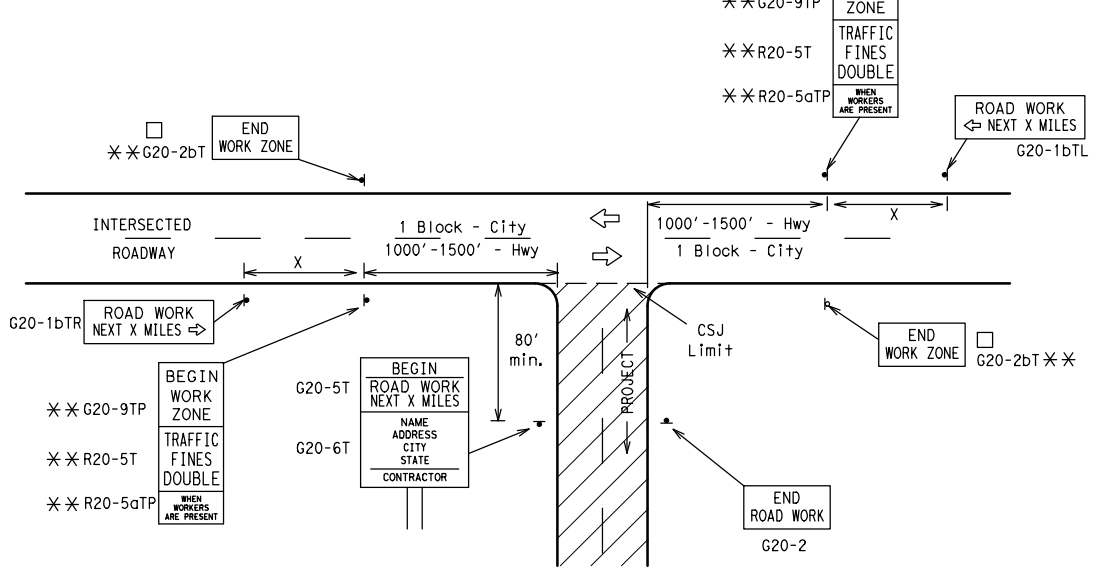 ✳✳G20-9TP
ZONE
TRAFFIC
FINES
DOUBLE
✳✳R20-5T
WHEN
WORKERS
ARE PRESENT
✳✳R20-5aTP
ROAD WORK
⇦ NEXT X MILES
G20-1bTL
□
✳✳G20-2bT
END
WORK ZONE
INTERSECTED
ROADWAY
1 Block - City
1000'-1500' - Hwy
X
1000'-1500' - Hwy
1 Block - City
X
G20-1bTR
ROAD WORK
NEXT X MILES ⇨
80'
min.
CSJ
Limit
END
WORK ZONE
□
G20-2bT✳✳
PROJECT
BEGIN
WORK
ZONE
✳✳G20-9TP
TRAFFIC
FINES
DOUBLE
✳✳R20-5T
WHEN
WORKERS
ARE PRESENT
✳✳R20-5aTP
G20-5T
BEGIN
ROAD WORK
NEXT X MILES
G20-6T
NAME
ADDRESS
CITY
STATE
CONTRACTOR
END
ROAD WORK
G20-2